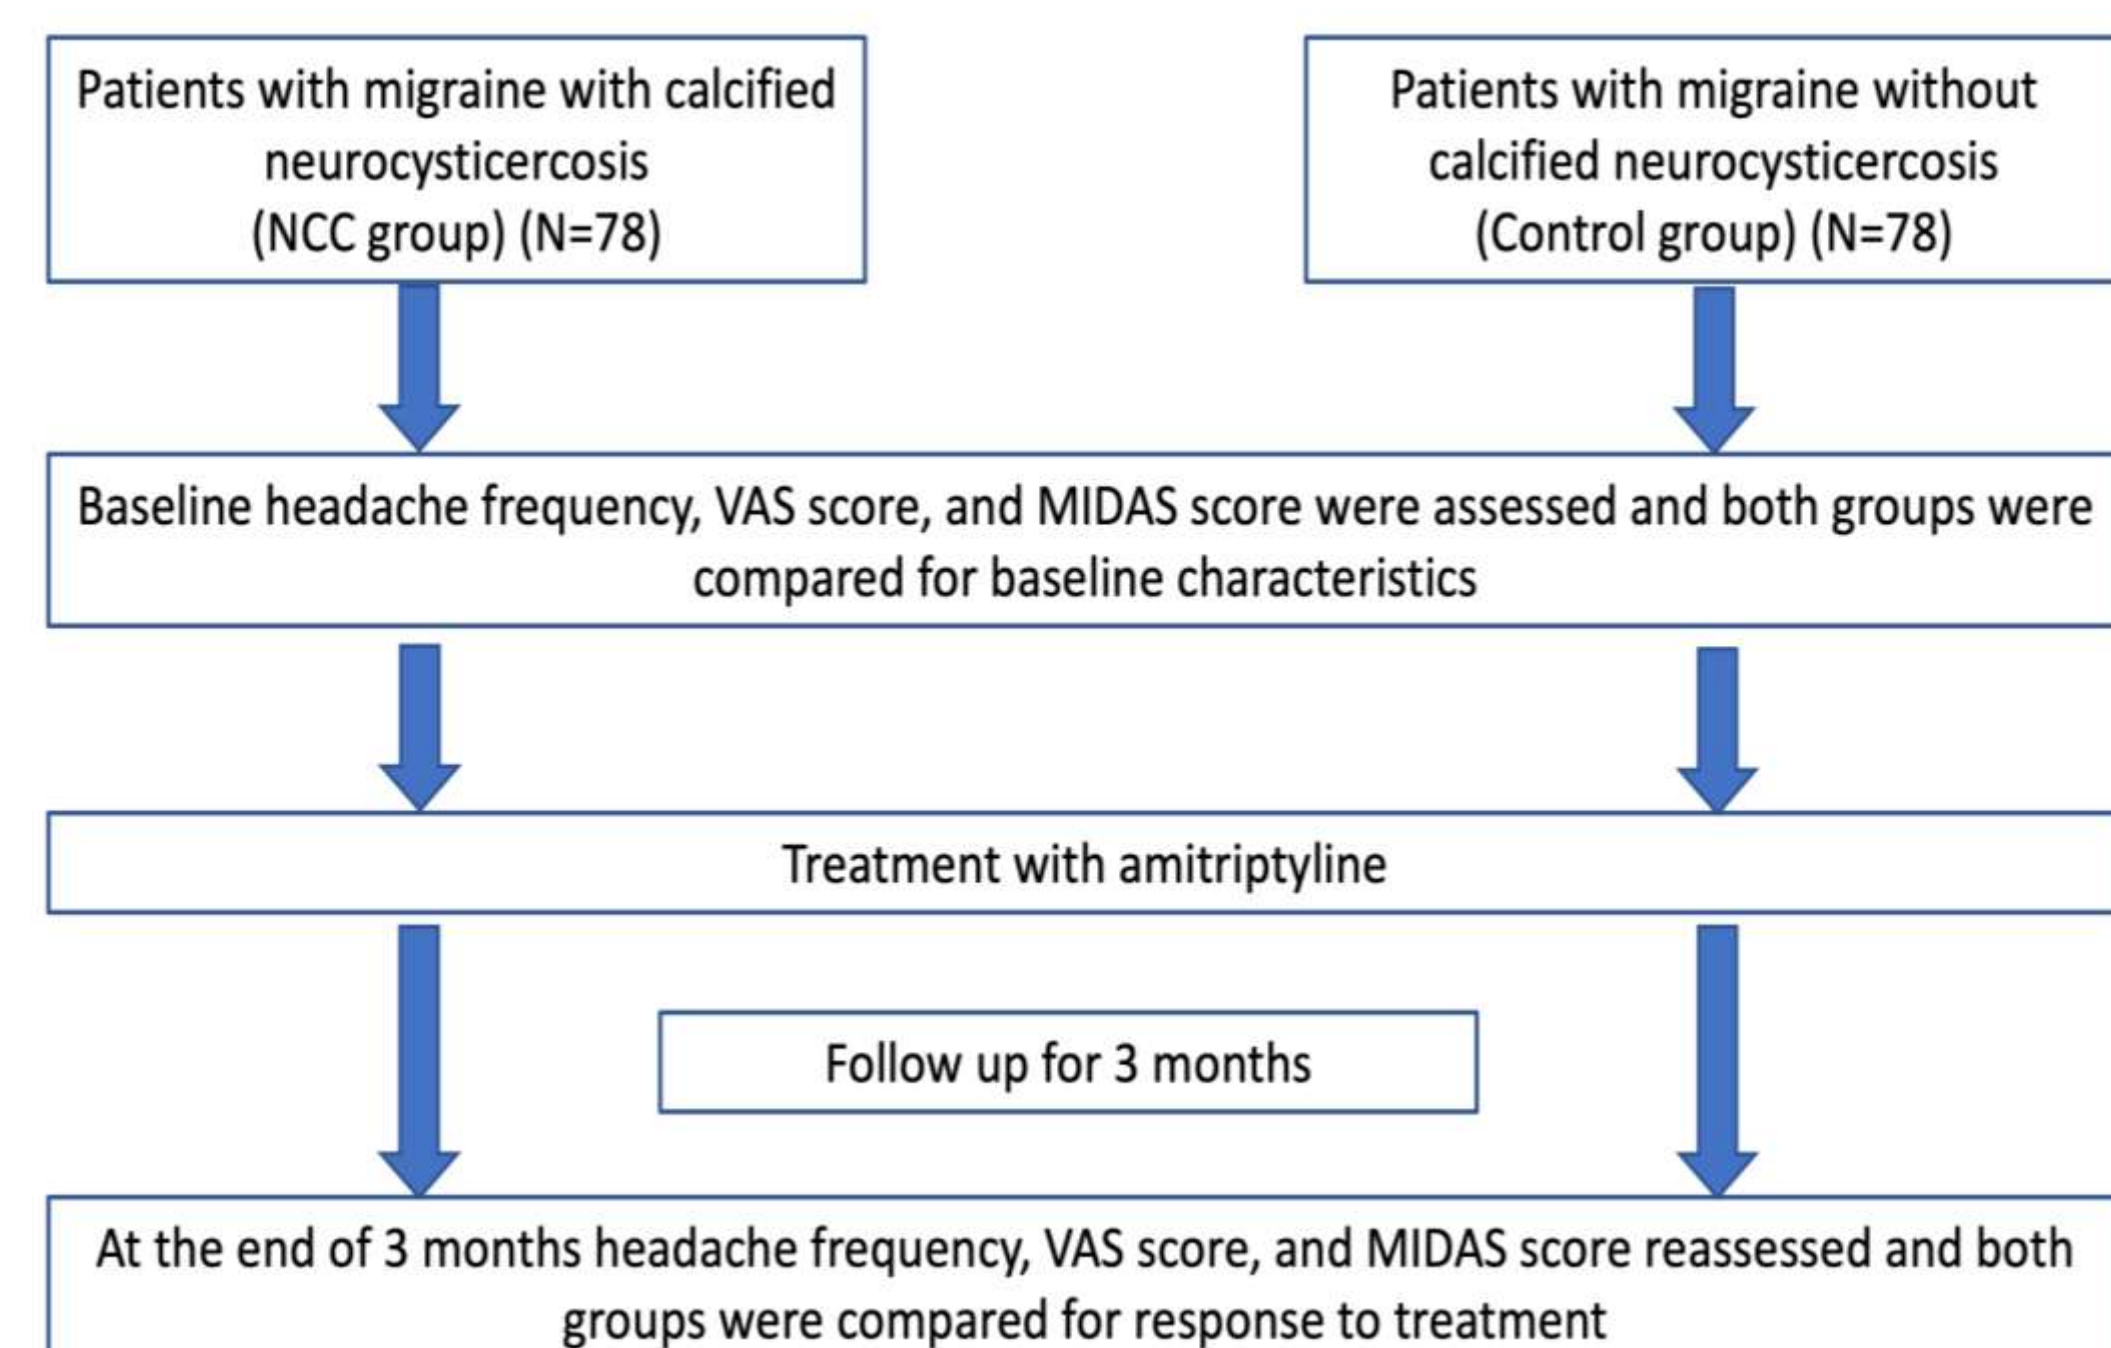 Patients with migraine with calcified
neurocysticercosis
(NCC group) (N=78)
Patients with migraine without
calcified neurocysticercosis
(Control group) (N=78)
Baseline headache frequency, VAS score, and MIDAS score were assessed and both groups were
compared for baseline characteristics
Treatment with amitriptyline
Follow up for 3 months
At the end of 3 months headache frequency, VAS score, and MIDAS score reassessed and both
groups were compared for response to treatment